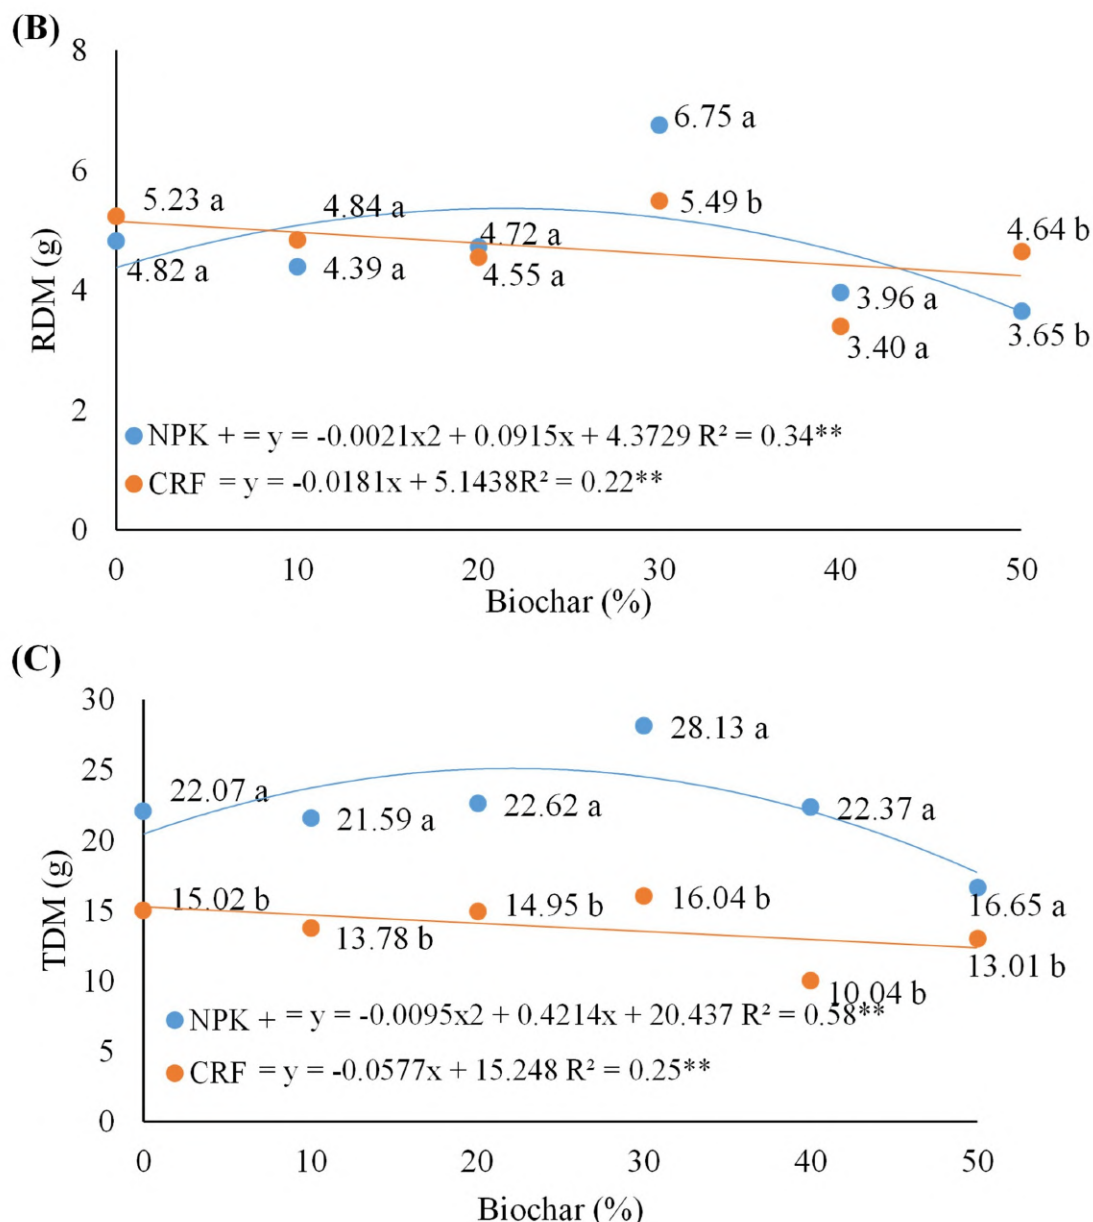 (B)
8
6
4
2
0
RDM (g)
6.75 a
5.23 a
4.84 a
5.49 b
4.72 a
4.64 b
4.82 a
4.39 a
4.55 a
3.96 a
3.65 b
3.40 a
NPK + = y = -0.0021x2 + 0.0915x + 4.3729 R² = 0.34**
CRF = y = -0.0181x + 5.1438R² = 0.22**
0 10 20 30 40 50
Biochar (%)
(C)
30
25
20
15
10
5
0
TDM (g)
28.13 a
22.07 a
21.59 a
22.62 a
22.37 a
16.65 a
15.02 b
13.78 b
14.95 b
16.04 b
13.01 b
10.04 b
NPK + = y = -0.0095x2 + 0.4214x + 20.437 R² = 0.58**
CRF = y = -0.0577x + 15.248 R² = 0.25**
0 10 20 30 40 50
Biochar (%)